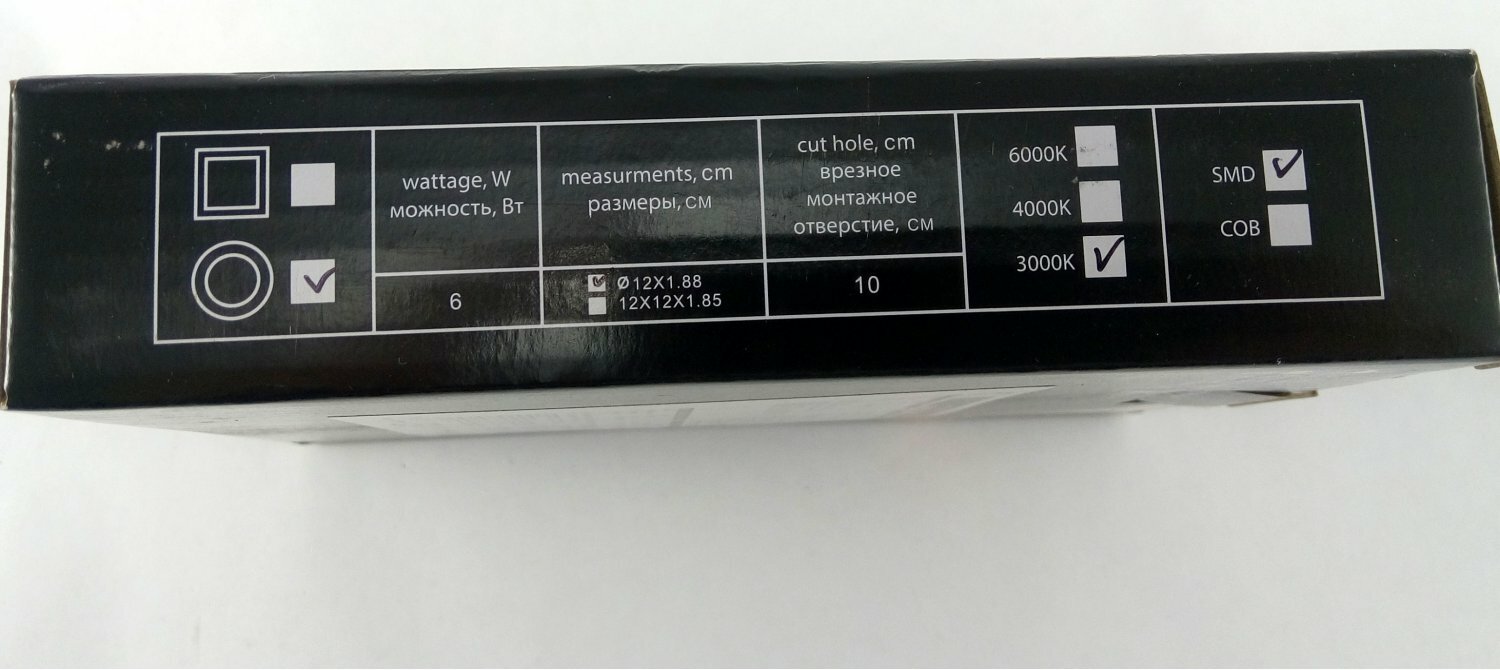 wattage, W
можность, Вт
6
measurments, cm
размеры, см
Ø12X1.88
12X12X1.85
cut hole, cm
врезное
монтажное
отверстие, см
10
6000K
4000K
3000K
SMD
COB